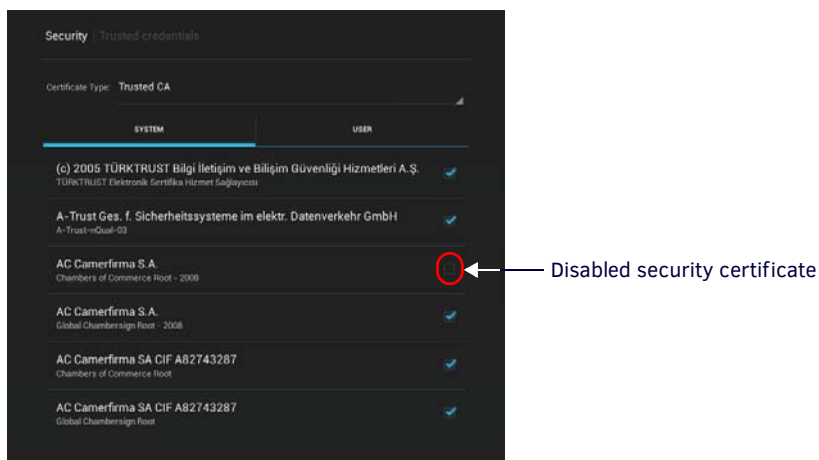 Security | Trusted credentials
Certificate Type: Trusted CA
SYSTEM USER
(c) 2005 TÜRKTRUST Bilgi İletişim ve Bilişim Güvenliği Hizmetleri A.Ş.
TÜRKTRUST Elektronik Sertifika Hizmet Sağlayıcısı
A-Trust Ges. f. Sicherheitssysteme im elektr. Datenverkehr GmbH
A-Trust-nQual-03
AC Camerfirma S.A.
Chambers of Commerce Root - 2008
Disabled security certificate
AC Camerfirma S.A.
Global Chambersign Root - 2008
AC Camerfirma SA CIF A82743287
Chambers of Commerce Root
AC Camerfirma SA CIF A82743287
Global Chambersign Root